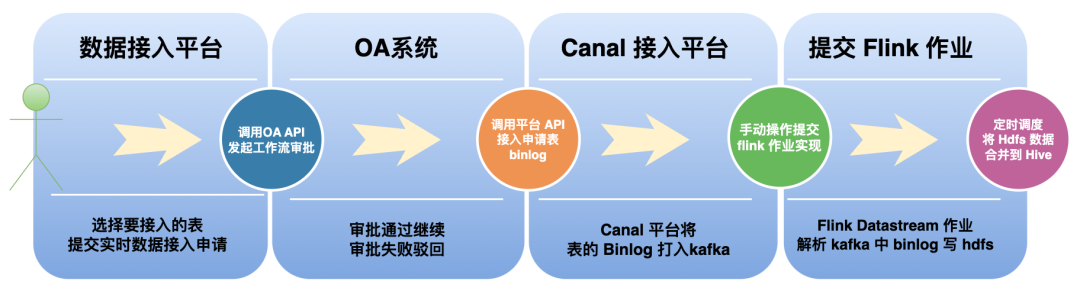 数据接入平台
OA系统
Canal 接入平台
提交 Flink 作业
调用OA API
发起工作流审批
调用平台 API
接入申请表
binlog
手动操作提交
flink 作业实现
定时调度
将 Hdfs 数据
合并到 Hive
选择要接入的表
提交实时数据接入申请
审批通过继续
审批失败驳回
Canal 平台将
表的 Binlog 打入kafka
Flink Datastream 作业
解析 kafka 中 binlog 写 hdfs